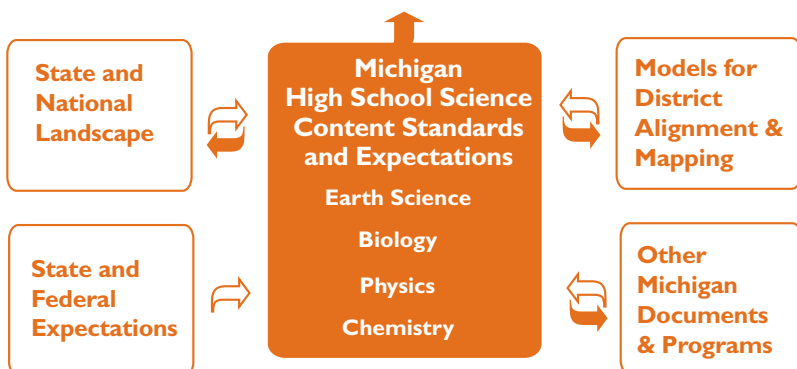 State and
National
Landscape
Michigan
High School Science
Content Standards
and Expectations
Earth Science
Biology
Physics
Chemistry
Models for
District
Alignment &
Mapping
State and
Federal
Expectations
Other
Michigan
Documents
& Programs